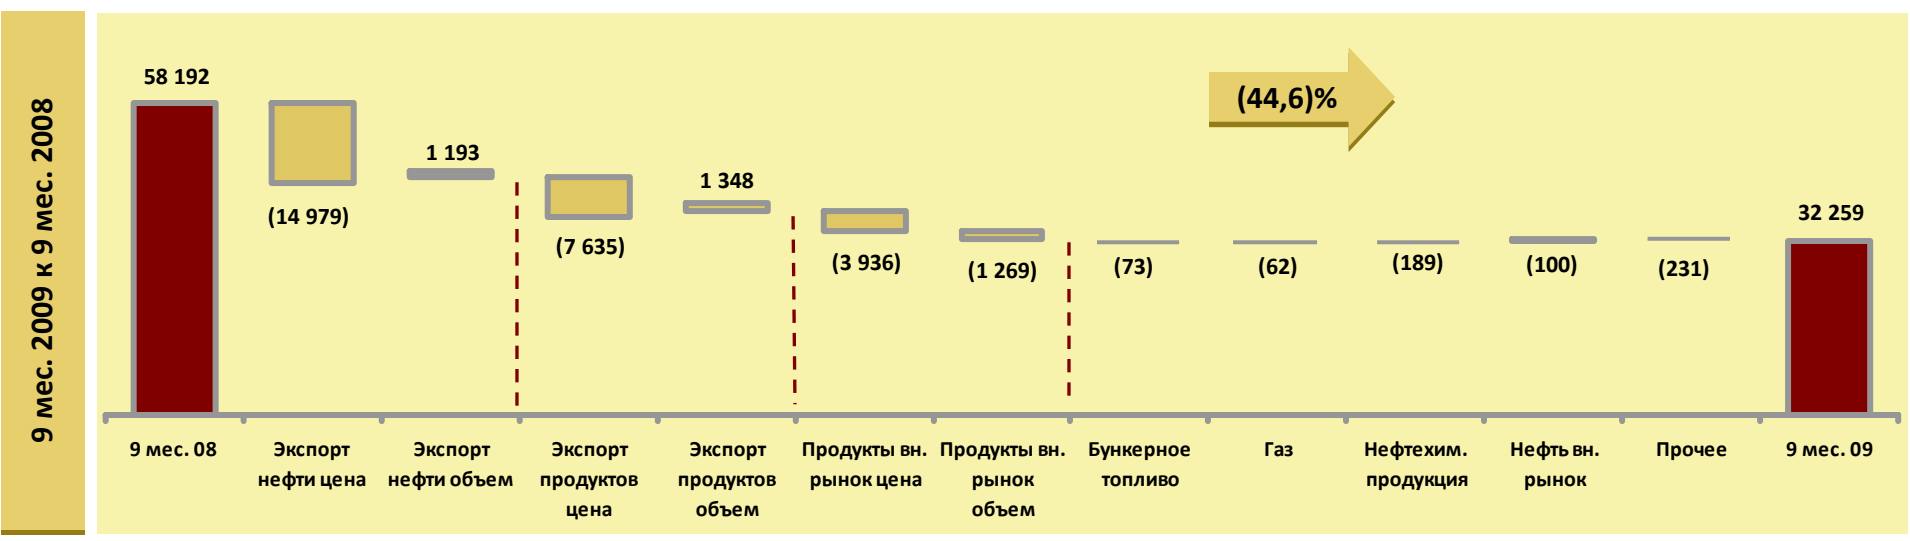 9 мес. 2009 к 9 мес. 2008
58 192
(14 979)
1 193
(7 635)
1 348
(3 936)
(1 269)
(73)
(62)
(189)
(100)
(231)
32 259
(44,6)%
9 мес. 08
Экспорт
нефти цена
Экспорт
нефти объем
Экспорт
продуктов
цена
Экспорт
продуктов
объем
Продукты вн.
рынок цена
Продукты вн.
рынок
объем
Бункерное
топливо
Газ
Нефтехим.
продукция
Нефть вн.
рынок
Прочее
9 мес. 09